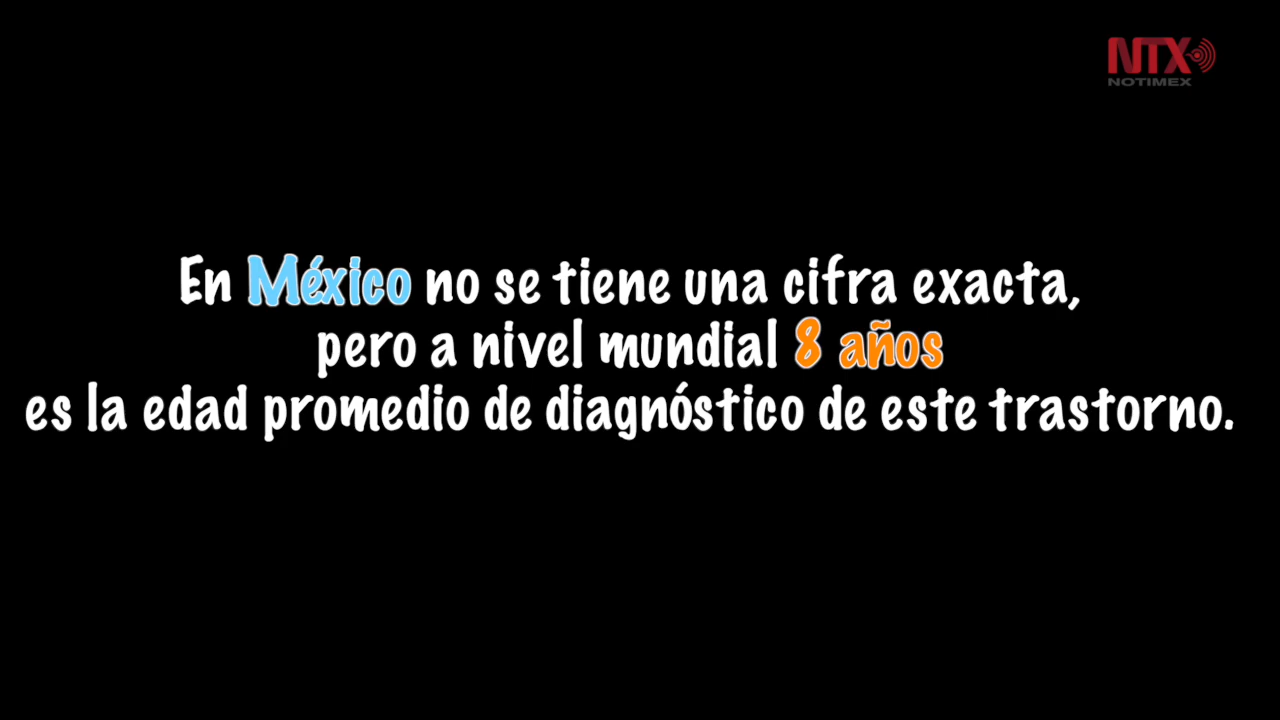 NTX
NOTIMEX
En México no se tiene una cifra exacta,
pero a nivel mundial 8 años
es la edad promedio de diagnóstico de este trastorno.